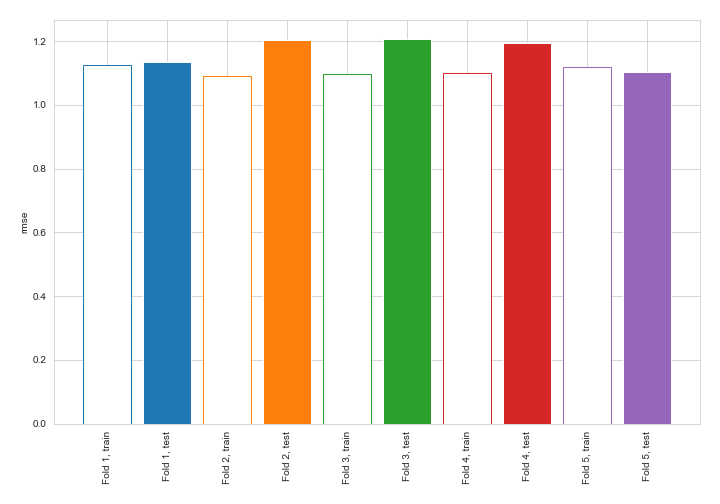 1.2
1.0
0.8
0.6
0.4
0.2
0.0
rmse
Fold 1, train
Fold 1, test
Fold 2, train
Fold 2, test
Fold 3, train
Fold 3, test
Fold 4, train
Fold 4, test
Fold 5, train
Fold 5, test